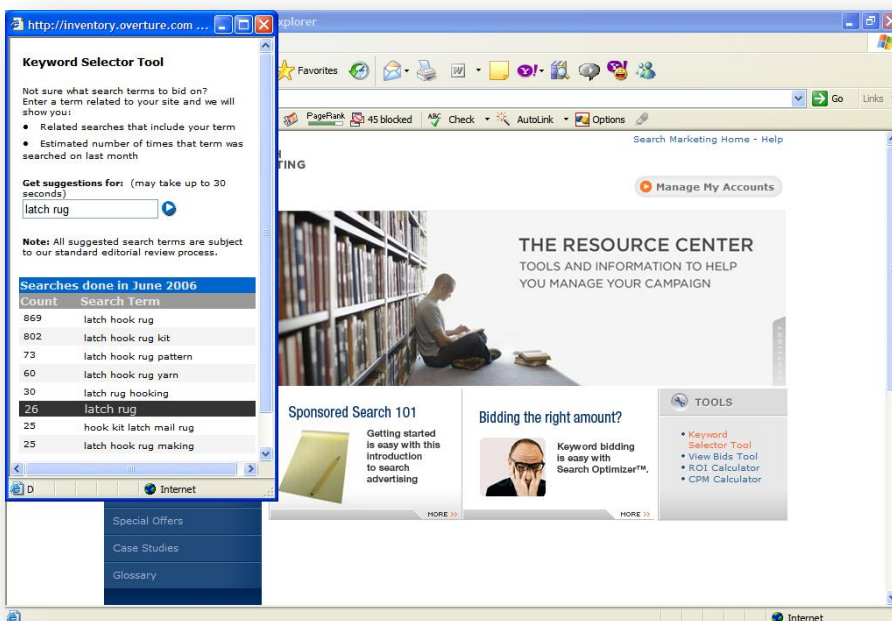 http://inventory.overture.com ...
xplorer
Keyword Selector Tool
Not sure what search terms to bid on?
Enter a term related to your site and we will
show you:
• Related searches that include your term
• Estimated number of times that term was
searched on last month
Get suggestions for: (may take up to 30
seconds)
latch rug
Note: All suggested search terms are subject
to our standard editorial review process.
Searches done in June 2006
Count Search Term
869 latch hook rug
802 latch hook rug kit
73 latch hook rug pattern
60 latch hook rug yarn
30 latch rug hooking
26 latch rug
25 hook kit latch mail rug
25 latch hook rug making
D Internet
Favorites
Go Links
PageRank 45 blocked ABC Check AutoLink Options
Search Marketing Home - Help
TING
Manage My Accounts
THE RESOURCE CENTER
TOOLS AND INFORMATION TO HELP
YOU MANAGE YOUR CAMPAIGN
SPOTLIGHT
Sponsored Search 101
Getting started
is easy with this
introduction
to search
advertising
MORE >>
Bidding the right amount?
Keyword bidding
is easy with
Search Optimizer™.
MORE >>
TOOLS
• Keyword
Selector Tool
• View Bids Tool
• ROI Calculator
• CPM Calculator
Special Offers
Case Studies
Glossary
Internet